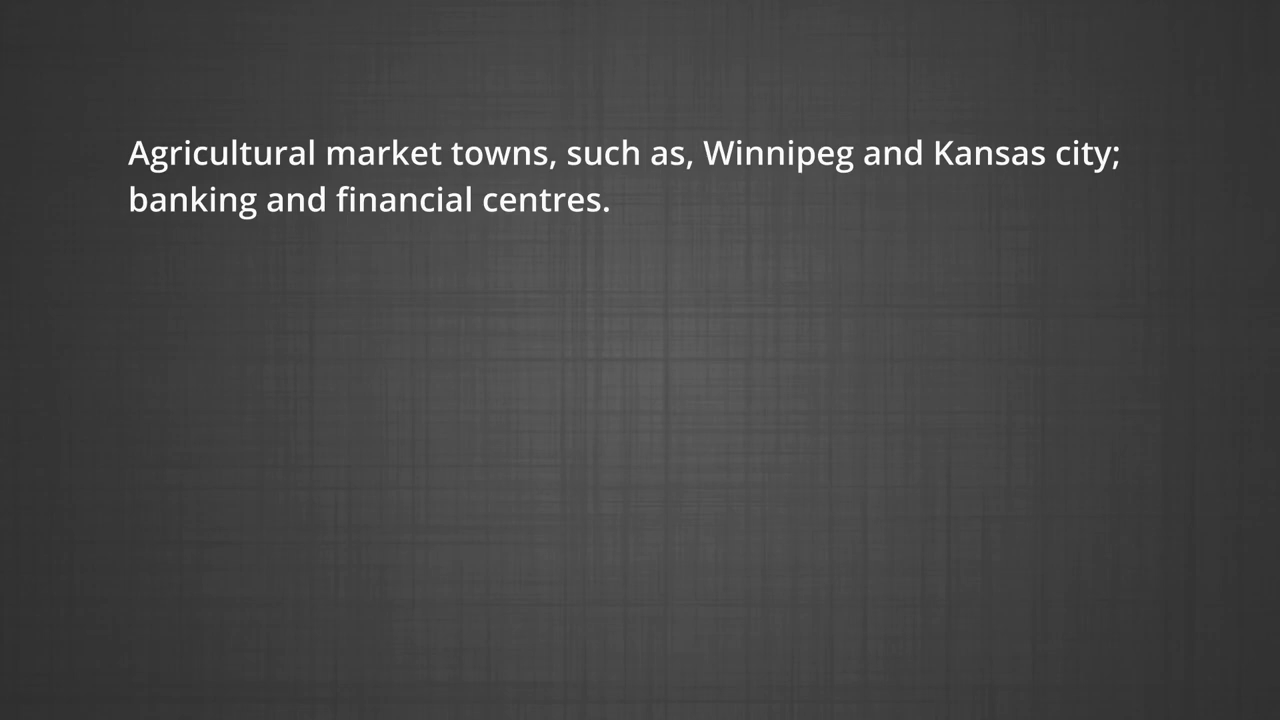 Agricultural market towns, such as, Winnipeg and Kansas city;
banking and financial centres.